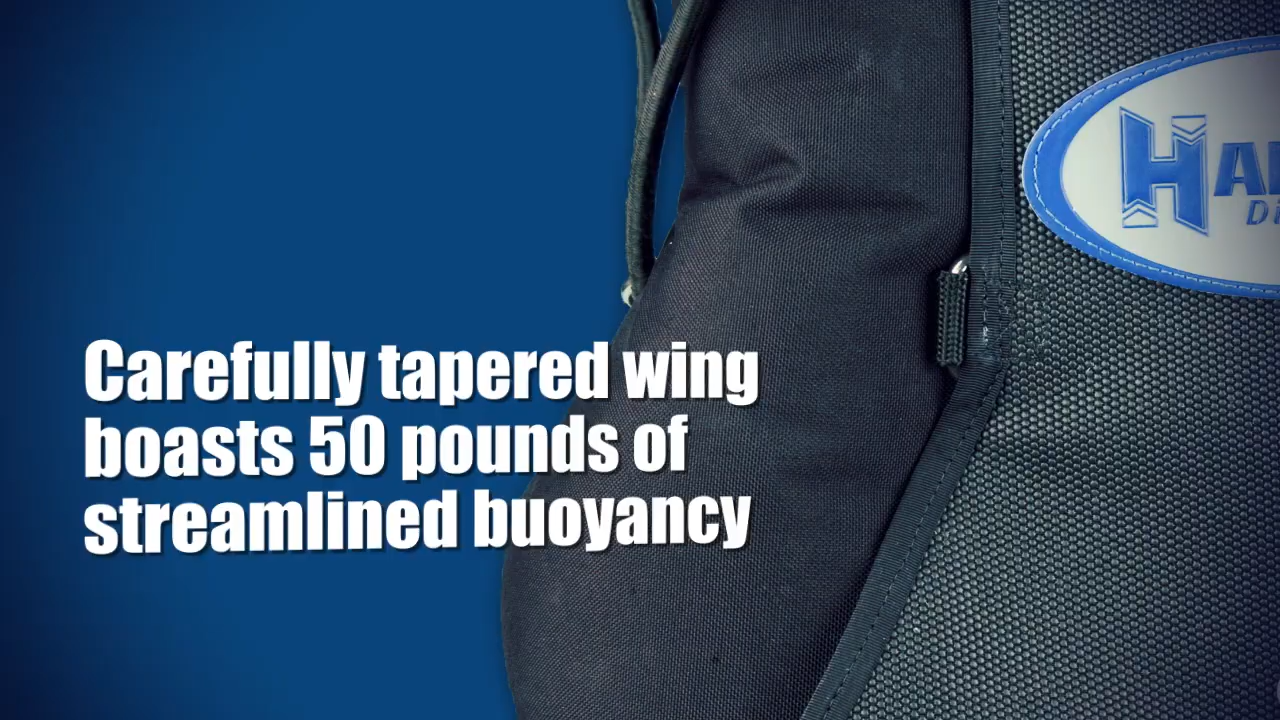 Carefully tapered wing
boasts 50 pounds of
streamlined buoyancy